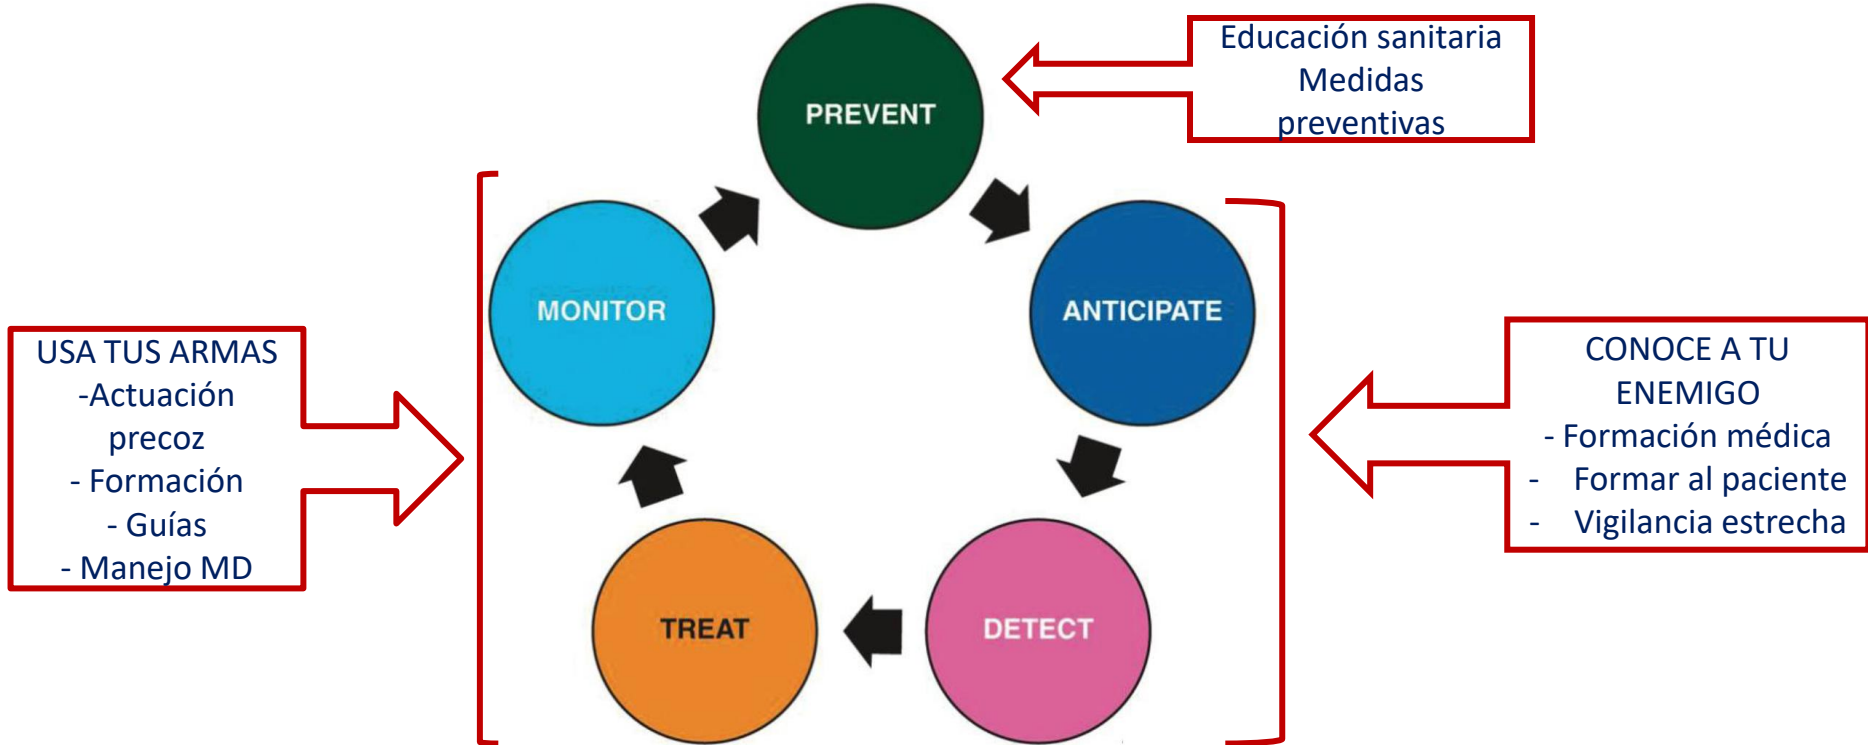 Educación sanitaria
Medidas
preventivas
PREVENT
MONITOR
ANTICIPATE
USA TUS ARMAS
-Actuación
precoz
- Formación
- Guías
- Manejo MD
CONOCE A TU
ENEMIGO
- Formación médica
- Formar al paciente
- Vigilancia estrecha
TREAT
DETECT